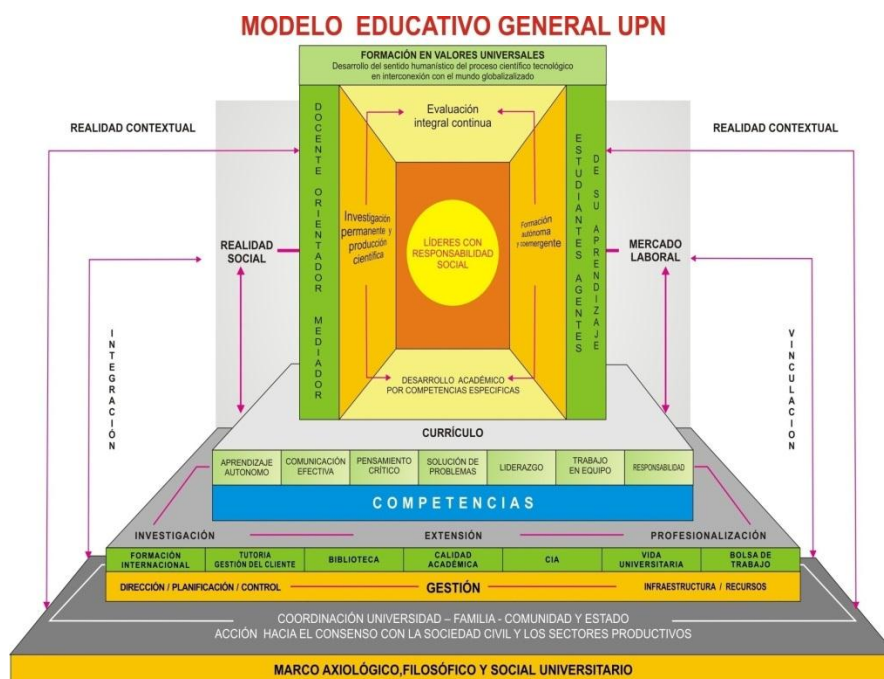 MODELO EDUCATIVO GENERAL UPN
FORMACIÓN EN VALORES UNIVERSALES
Desarrollo del sentido humanístico del proceso científico tecnológico
en interconexión con el mundo globalizalizado
REALIDAD CONTEXTUAL
REALIDAD CONTEXTUAL
DOCENTE ORIENTADOR MEDIADOR
Evaluación
integral continua
ESTUDIANTES AGENTES
DE SU APRENDIZAJE
Investigación
permanente y
producción
científica
LÍDERES CON
RESPONSABILIDAD
SOCIAL
Formación
autónoma
y coemergente
REALIDAD
SOCIAL
MERCADO
LABORAL
INTEGRACIÓN
VINCULACION
DESARROLLO ACADÉMICO
POR COMPETENCIAS ESPECIFICAS
CURRÍCULO
APRENDIZAJE
AUTONOMO
COMUNICACIÓN
EFECTIVA
PENSAMIENTO
CRÍTICO
SOLUCIÓN DE
PROBLEMAS
LIDERAZGO
TRABAJO
EN EQUIPO
RESPONSABILIDAD
COMPETENCIAS
INVESTIGACIÓN
EXTENSIÓN
PROFESIONALIZACIÓN
FORMACIÓN
INTERNACIONAL
TUTORIA
GESTIÓN DEL CLIENTE
BIBLIOTECA
CALIDAD
ACADÉMICA
CIA
VIDA
UNIVERSITARIA
BOLSA DE
TRABAJO
DIRECCIÓN / PLANIFICACIÓN / CONTROL
GESTIÓN
INFRAESTRUCTURA / RECURSOS
COORDINACIÓN UNIVERSIDAD – FAMILIA - COMUNIDAD Y ESTADO
ACCIÓN HACIA EL CONSENSO CON LA SOCIEDAD CIVIL Y LOS SECTORES PRODUCTIVOS
MARCO AXIOLÓGICO,FILOSÓFICO Y SOCIAL UNIVERSITARIO